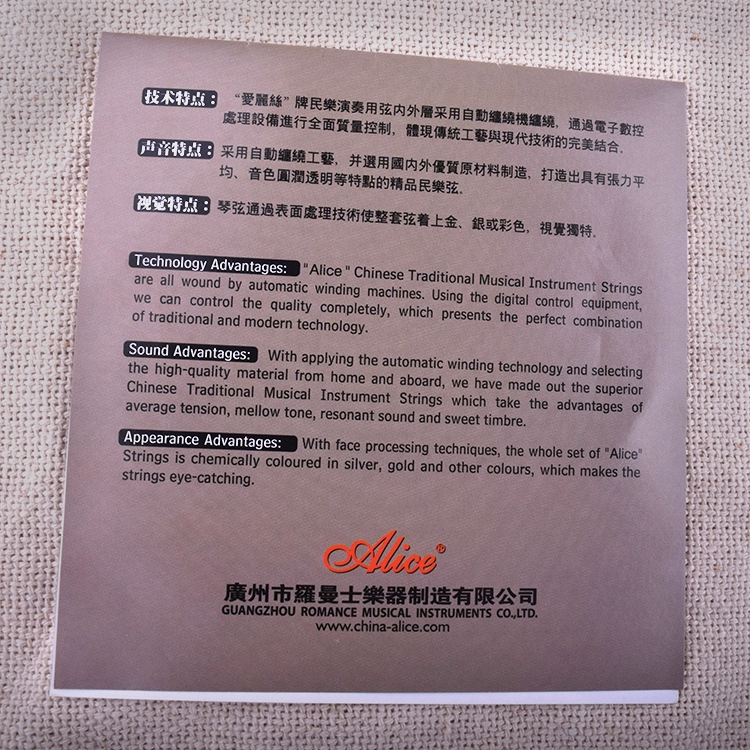 技术特点： “愛麗絲” 牌民樂演奏用弦内外層采用自動纏繞機纏繞，通過電子數控
處理設備進行全面質量控制，體現傳統工藝與現代技術的完美結合。
声音特点： 采用自動纏繞工藝，并選用國内外優質原材料制造，打造出具有張力平
均、音色圓潤透明等特點的精品民樂弦。
视觉特点： 琴弦通過表面處理技術使整套弦着上金、銀或彩色，視覺獨特。
Technology Advantages: "Alice " Chinese Traditional Musical Instrument Strings
are all wound by automatic winding machines. Using the digital control equipment,
we can control the quality completely, which presents the perfect combination
of traditional and modern technology.
Sound Advantages: With applying the automatic winding technology and selecting
the high-quality material from home and aboard, we have made out the superior
Chinese Traditional Musical Instrument Strings which take the advantages of
average tension, mellow tone, resonant sound and sweet timbre.
Appearance Advantages: With face processing techniques, the whole set of "Alice"
Strings is chemically coloured in silver, gold and other colours, which makes the
strings eye-catching.
Alice®
廣州市羅曼士樂器制造有限公司
GUANGZHOU ROMANCE MUSICAL INSTRUMENTS CO.,LTD.
www.china-alice.com